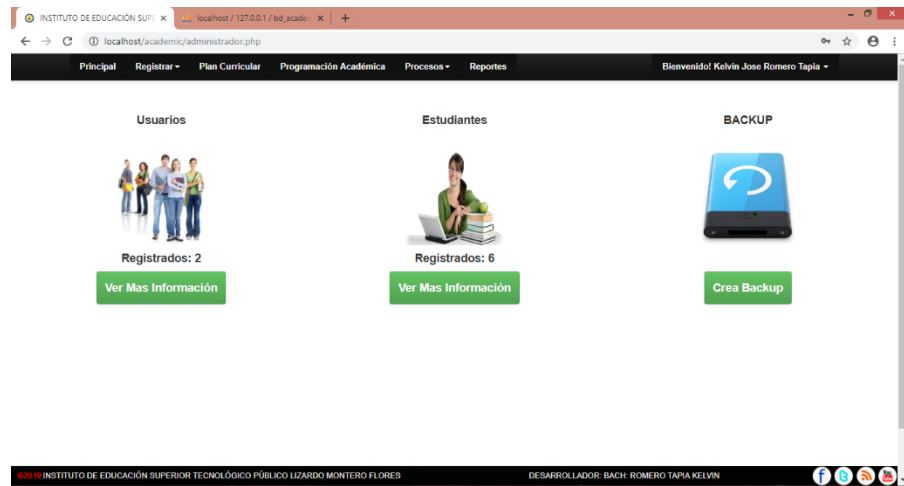 INSTITUTO DE EDUCACIÓN SUPE
localhost / 127.0.0.1 / bd_academ
localhost/academic/administrador.php
Principal Registrar Plan Curricular Programación Académica Procesos Reportes Bienvenido! Kelvin Jose Romero Tapia
Usuarios Estudiantes BACKUP
Registrados: 2 Registrados: 6
Ver Mas Información Ver Mas Información Crea Backup
©2019 INSTITUTO DE EDUCACIÓN SUPERIOR TECNOLÓGICO PÚBLICO LIZARDO MONTERO FLORES DESARROLLADOR: BACH: ROMERO TAPIA KELVIN